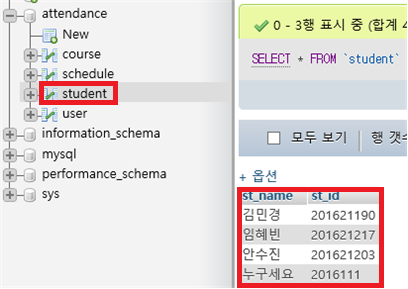 attendance
New
course
schedule
student
user
information_schema
mysql
performance_schema
sys
0 - 3행 표시 중 (합계 4
SELECT * FROM `student`
모두 보기 행 갯수
+ 옵션
st_name st_id
김민경 201621190
임혜빈 201621217
안수진 201621203
누구세요 2016111